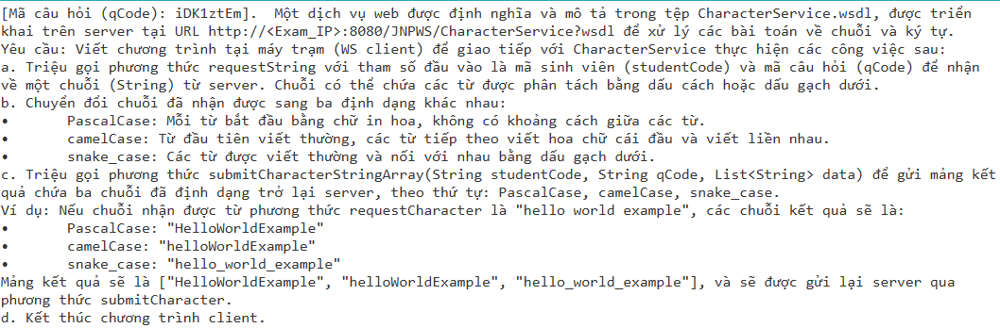 [Mã câu hỏi (qCode): iDK1ztEm].  Một dịch vụ web được định nghĩa và mô tả trong tệp CharacterService.wsdl, được triển
khai trên server tại URL http://<Exam_IP>:8080/JNPWS/CharacterService?wsdl để xử lý các bài toán về chuỗi và ký tự.
Yêu cầu: Viết chương trình tại máy trạm (WS client) để giao tiếp với CharacterService thực hiện các công việc sau:
a. Triệu gọi phương thức requestString với tham số đầu vào là mã sinh viên (studentCode) và mã câu hỏi (qCode) để nhận
về một chuỗi (String) từ server. Chuỗi có thể chứa các từ được phân tách bằng dấu cách hoặc dấu gạch dưới.
b. Chuyển đổi chuỗi đã nhận được sang ba định dạng khác nhau:
•	PascalCase: Mỗi từ bắt đầu bằng chữ in hoa, không có khoảng cách giữa các từ.
•	camelCase: Từ đầu tiên viết thường, các từ tiếp theo viết hoa chữ cái đầu và viết liền nhau.
•	snake_case: Các từ được viết thường và nối với nhau bằng dấu gạch dưới.
c. Triệu gọi phương thức submitCharacterStringArray(String studentCode, String qCode, List<String> data) để gửi mảng kết
quả chứa ba chuỗi đã định dạng trở lại server, theo thứ tự: PascalCase, camelCase, snake_case.
Ví dụ: Nếu chuỗi nhận được từ phương thức requestCharacter là "hello world example", các chuỗi kết quả sẽ là:
•	PascalCase: "HelloWorldExample"
•	camelCase: "helloWorldExample"
•	snake_case: "hello_world_example"
Mảng kết quả sẽ là ["HelloWorldExample", "helloWorldExample", "hello_world_example"], và sẽ được gửi lại server qua
phương thức submitCharacter.
d. Kết thúc chương trình client.